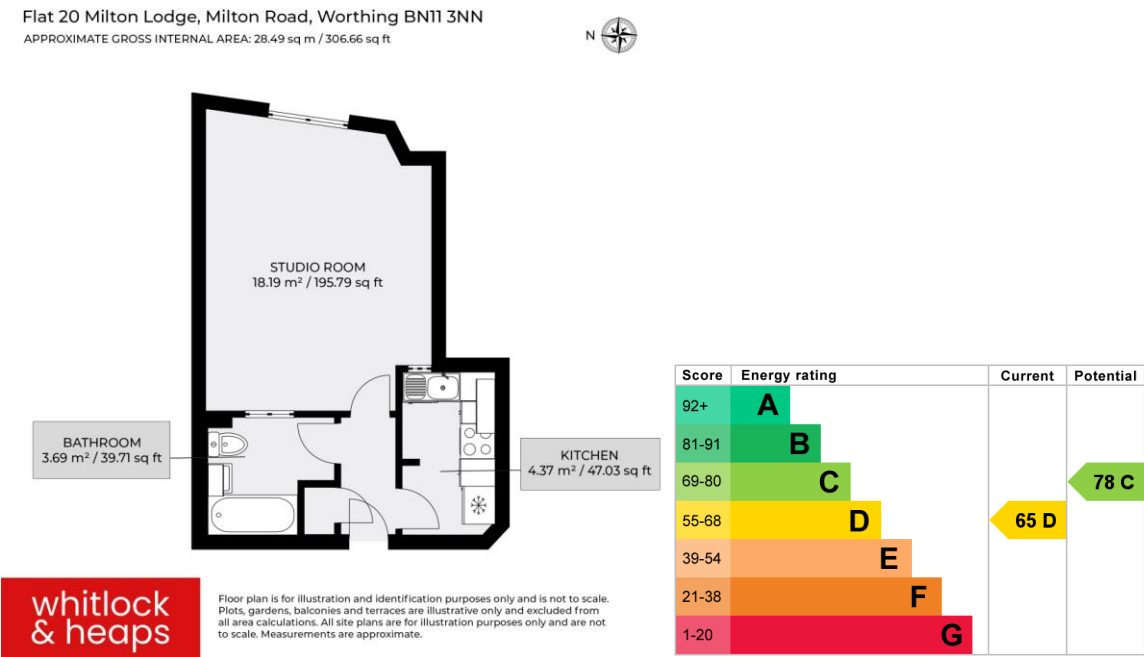 Flat 20 Milton Lodge, Milton Road, Worthing BN11 3NN
APPROXIMATE GROSS INTERNAL AREA: 28.49 sq m / 306.66 sq ft
N
STUDIO ROOM
18.19 m² / 195.79 sq ft
BATHROOM
3.69 m² / 39.71 sq ft
KITCHEN
4.37 m² / 47.03 sq ft
whitlock
& heaps
Floor plan is for illustration and identification purposes only and is not to scale.
Plots, gardens, balconies and terraces are illustrative only and excluded from
all area calculations. All site plans are for illustration purposes only and are not
to scale. Measurements are approximate.
Score Energy rating Current Potential
92+ A
81-91 B
69-80 C 78 C
55-68 D 65 D
39-54 E
21-38 F
1-20 G